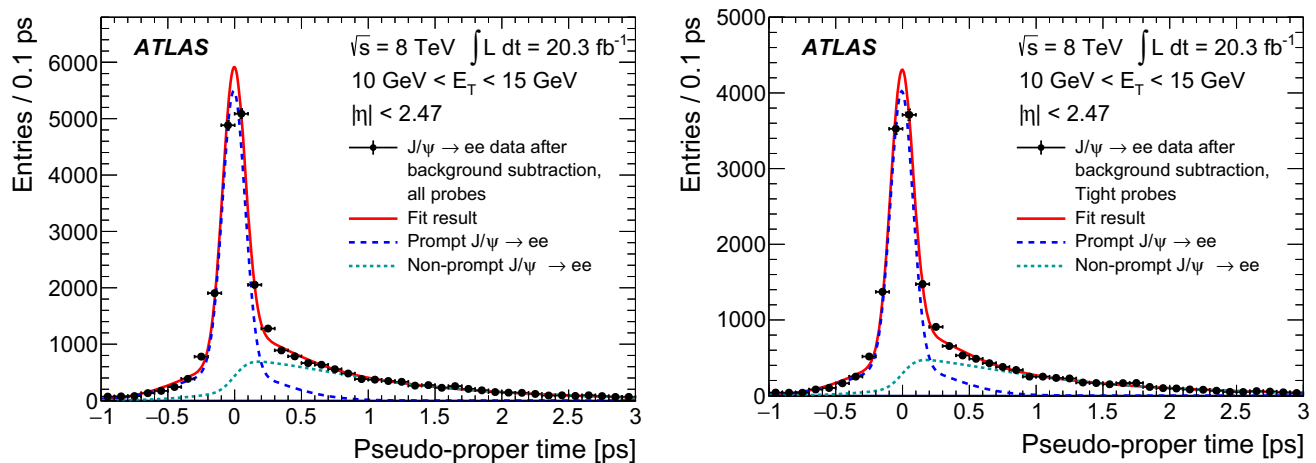 Entries / 0.1 ps
6000
5000
4000
3000
2000
1000
0
ATLAS
√s = 8 TeV ∫L dt = 20.3 fb⁻¹
10 GeV < E_T < 15 GeV
|η| < 2.47
J/ψ → ee data after
background subtraction,
all probes
Fit result
Prompt J/ψ → ee
Non-prompt J/ψ → ee
−1 −0.5 0 0.5 1 1.5 2 2.5 3
Pseudo-proper time [ps]
Entries / 0.1 ps
5000
4000
3000
2000
1000
0
ATLAS
√s = 8 TeV ∫L dt = 20.3 fb⁻¹
10 GeV < E_T < 15 GeV
|η| < 2.47
J/ψ → ee data after
background subtraction,
Tight probes
Fit result
Prompt J/ψ → ee
Non-prompt J/ψ → ee
−1 −0.5 0 0.5 1 1.5 2 2.5 3
Pseudo-proper time [ps]